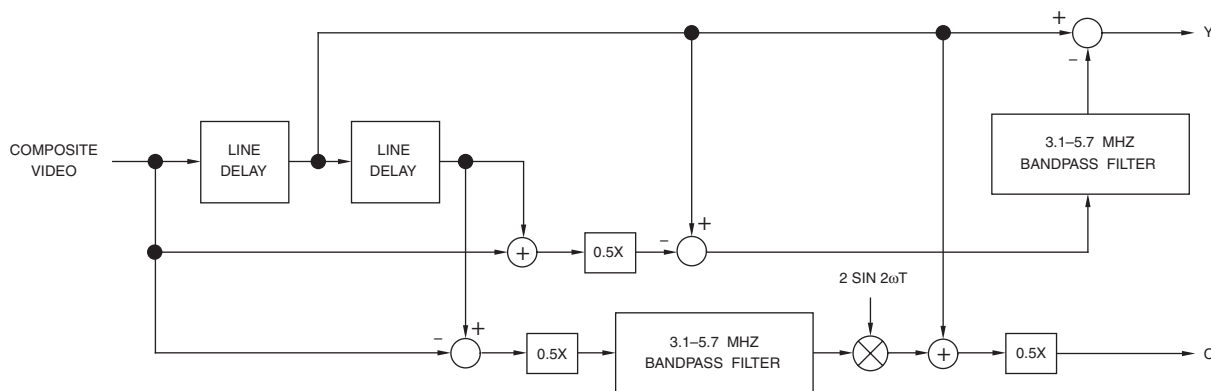 +
Y
–
COMPOSITE
VIDEO
LINE
DELAY
LINE
DELAY
3.1–5.7 MHZ
BANDPASS FILTER
+
–
+
0.5X
2 SIN 2ωT
+
–
0.5X
3.1–5.7 MHZ
BANDPASS FILTER
+
0.5X